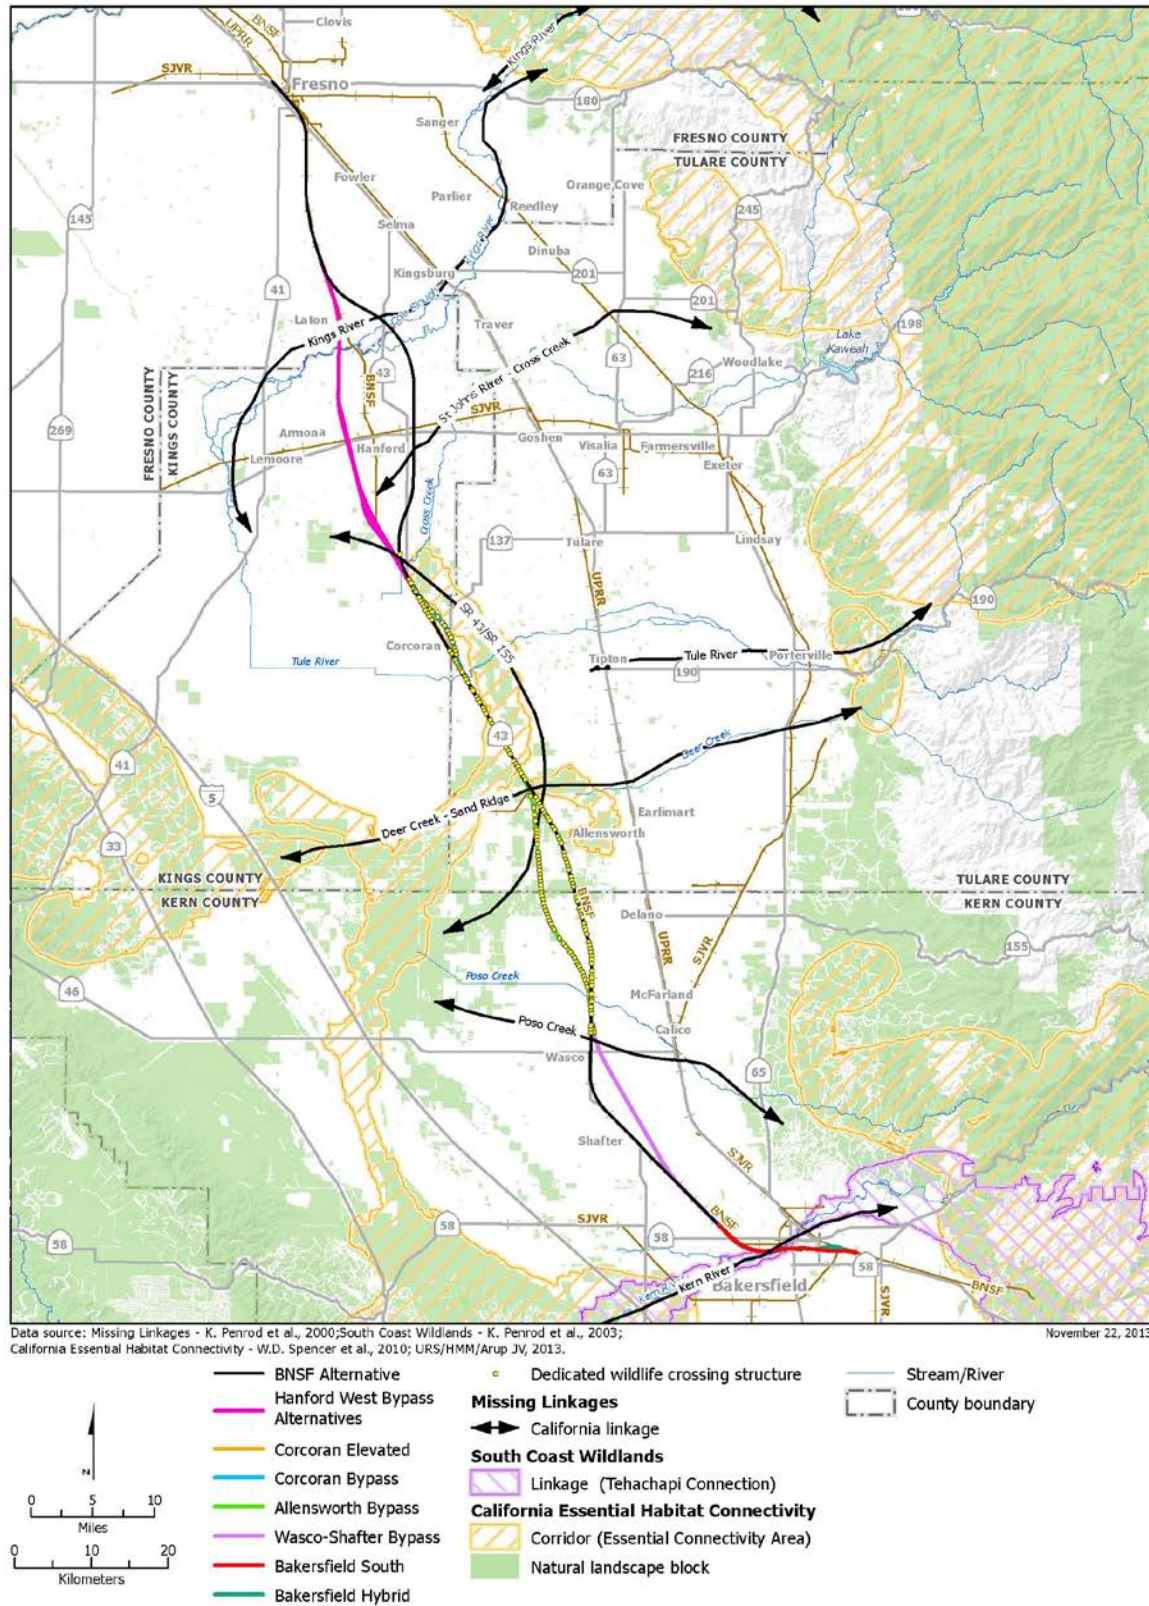 Clovis
BNSF
UPRR
SJVR
Fresno
Kings River
180
Sanger
FRESNO COUNTY
TULARE COUNTY
Fowler
Parlier
Orange Cove
145
Reedley
245
Selma
Kings River
Dinuba
Kingsburg
201
41
201
Cole Slough
Laton
Kings River
Traver
198
Lake
Kaweah
St Johns River - Cross Creek
63
Woodlake
43
216
BNSF
FRESNO COUNTY
KINGS COUNTY
SJVR
269
Armona
Goshen
Visalia
Farmersville
Hanford
Lemoore
Exeter
63
Cross Creek
137
Tulare
Lindsay
UPRR
SR 43/SR 155
190
Corcoran
Tule River
Tipton
Tule River
Porterville
190
43
Deer Creek
41
5
Deer Creek - Sand Ridge
Earlimart
Allensworth
33
KINGS COUNTY
KERN COUNTY
TULARE COUNTY
KERN COUNTY
BNSF
Delano
UPRR
SJVR
155
46
Poso Creek
McFarland
Poso Creek
Calico
Wasco
65
Shafter
SJVR
BNSF
58
SJVR
58
58
58
Kern River
Bakersfield
BNSF
SJVR
Data source: Missing Linkages - K. Penrod et al., 2000;South Coast Wildlands - K. Penrod et al., 2003;
November 22, 2013
California Essential Habitat Connectivity - W.D. Spencer et al., 2010; URS/HMM/Arup JV, 2013.
BNSF Alternative
Hanford West Bypass
Alternatives
Corcoran Elevated
Corcoran Bypass
Allensworth Bypass
Wasco-Shafter Bypass
Bakersfield South
Bakersfield Hybrid
Dedicated wildlife crossing structure
Missing Linkages
California linkage
South Coast Wildlands
Linkage (Tehachapi Connection)
California Essential Habitat Connectivity
Corridor (Essential Connectivity Area)
Natural landscape block
Stream/River
County boundary
N
0 5 10
Miles
0 10 20
Kilometers